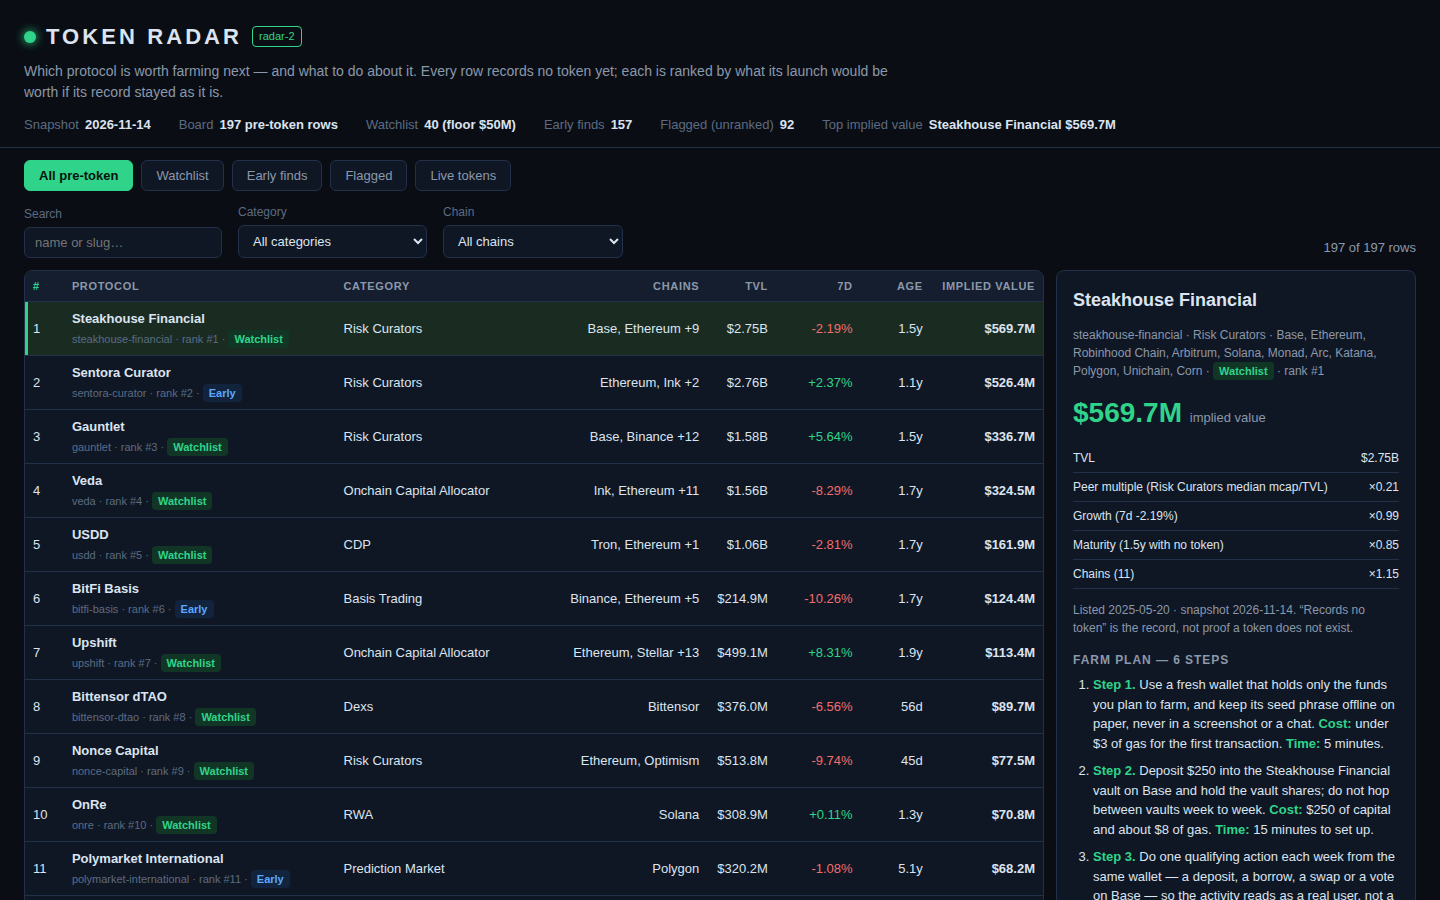 TOKEN RADAR radar-2
Which protocol is worth farming next — and what to do about it. Every row records no token yet; each is ranked by what its launch would be
worth if its record stayed as it is.
Snapshot 2026-11-14 Board 197 pre-token rows Watchlist 40 (floor $50M) Early finds 157 Flagged (unranked) 92 Top implied value Steakhouse Financial $569.7M
All pre-token Watchlist Early finds Flagged Live tokens
Search Category Chain
name or slug… All categories All chains 197 of 197 rows
# PROTOCOL CATEGORY CHAINS TVL 7D AGE IMPLIED VALUE
1 Steakhouse Financial Risk Curators Base, Ethereum +9 $2.75B -2.19% 1.5y $569.7M
steakhouse-financial · rank #1 · Watchlist
2 Sentora Curator Risk Curators Ethereum, Ink +2 $2.76B +2.37% 1.1y $526.4M
sentora-curator · rank #2 · Early
3 Gauntlet Risk Curators Base, Binance +12 $1.58B +5.64% 1.5y $336.7M
gauntlet · rank #3 · Watchlist
4 Veda Onchain Capital Allocator Ink, Ethereum +11 $1.56B -8.29% 1.7y $324.5M
veda · rank #4 · Watchlist
5 USDD CDP Tron, Ethereum +1 $1.06B -2.81% 1.7y $161.9M
usdd · rank #5 · Watchlist
6 BitFi Basis Basis Trading Binance, Ethereum +5 $214.9M -10.26% 1.7y $124.4M
bitfi-basis · rank #6 · Early
7 Upshift Onchain Capital Allocator Ethereum, Stellar +13 $499.1M +8.31% 1.9y $113.4M
upshift · rank #7 · Watchlist
8 Bittensor dTAO Dexs Bittensor $376.0M -6.56% 56d $89.7M
bittensor-dtao · rank #8 · Watchlist
9 Nonce Capital Risk Curators Ethereum, Optimism $513.8M -9.74% 45d $77.5M
nonce-capital · rank #9 · Watchlist
10 OnRe RWA Solana $308.9M +0.11% 1.3y $70.8M
onre · rank #10 · Watchlist
11 Polymarket International Prediction Market Polygon $320.2M -1.08% 5.1y $68.2M
polymarket-international · rank #11 · Early
Steakhouse Financial
steakhouse-financial · Risk Curators · Base, Ethereum,
Robinhood Chain, Arbitrum, Solana, Monad, Arc, Katana,
Polygon, Unichain, Corn · Watchlist · rank #1
$569.7M implied value
TVL $2.75B
Peer multiple (Risk Curators median mcap/TVL) ×0.21
Growth (7d -2.19%) ×0.99
Maturity (1.5y with no token) ×0.85
Chains (11) ×1.15
Listed 2025-05-20 · snapshot 2026-11-14. “Records no
token” is the record, not proof a token does not exist.
FARM PLAN — 6 STEPS
1. Step 1. Use a fresh wallet that holds only the funds
you plan to farm, and keep its seed phrase offline on
paper, never in a screenshot or a chat. Cost: under
$3 of gas for the first transaction. Time: 5 minutes.
2. Step 2. Deposit $250 into the Steakhouse Financial
vault on Base and hold the vault shares; do not hop
between vaults week to week. Cost: $250 of capital
and about $8 of gas. Time: 15 minutes to set up.
3. Step 3. Do one qualifying action each week from the
same wallet — a deposit, a borrow, a swap or a vote
on Base — so the activity reads as a real user, not a